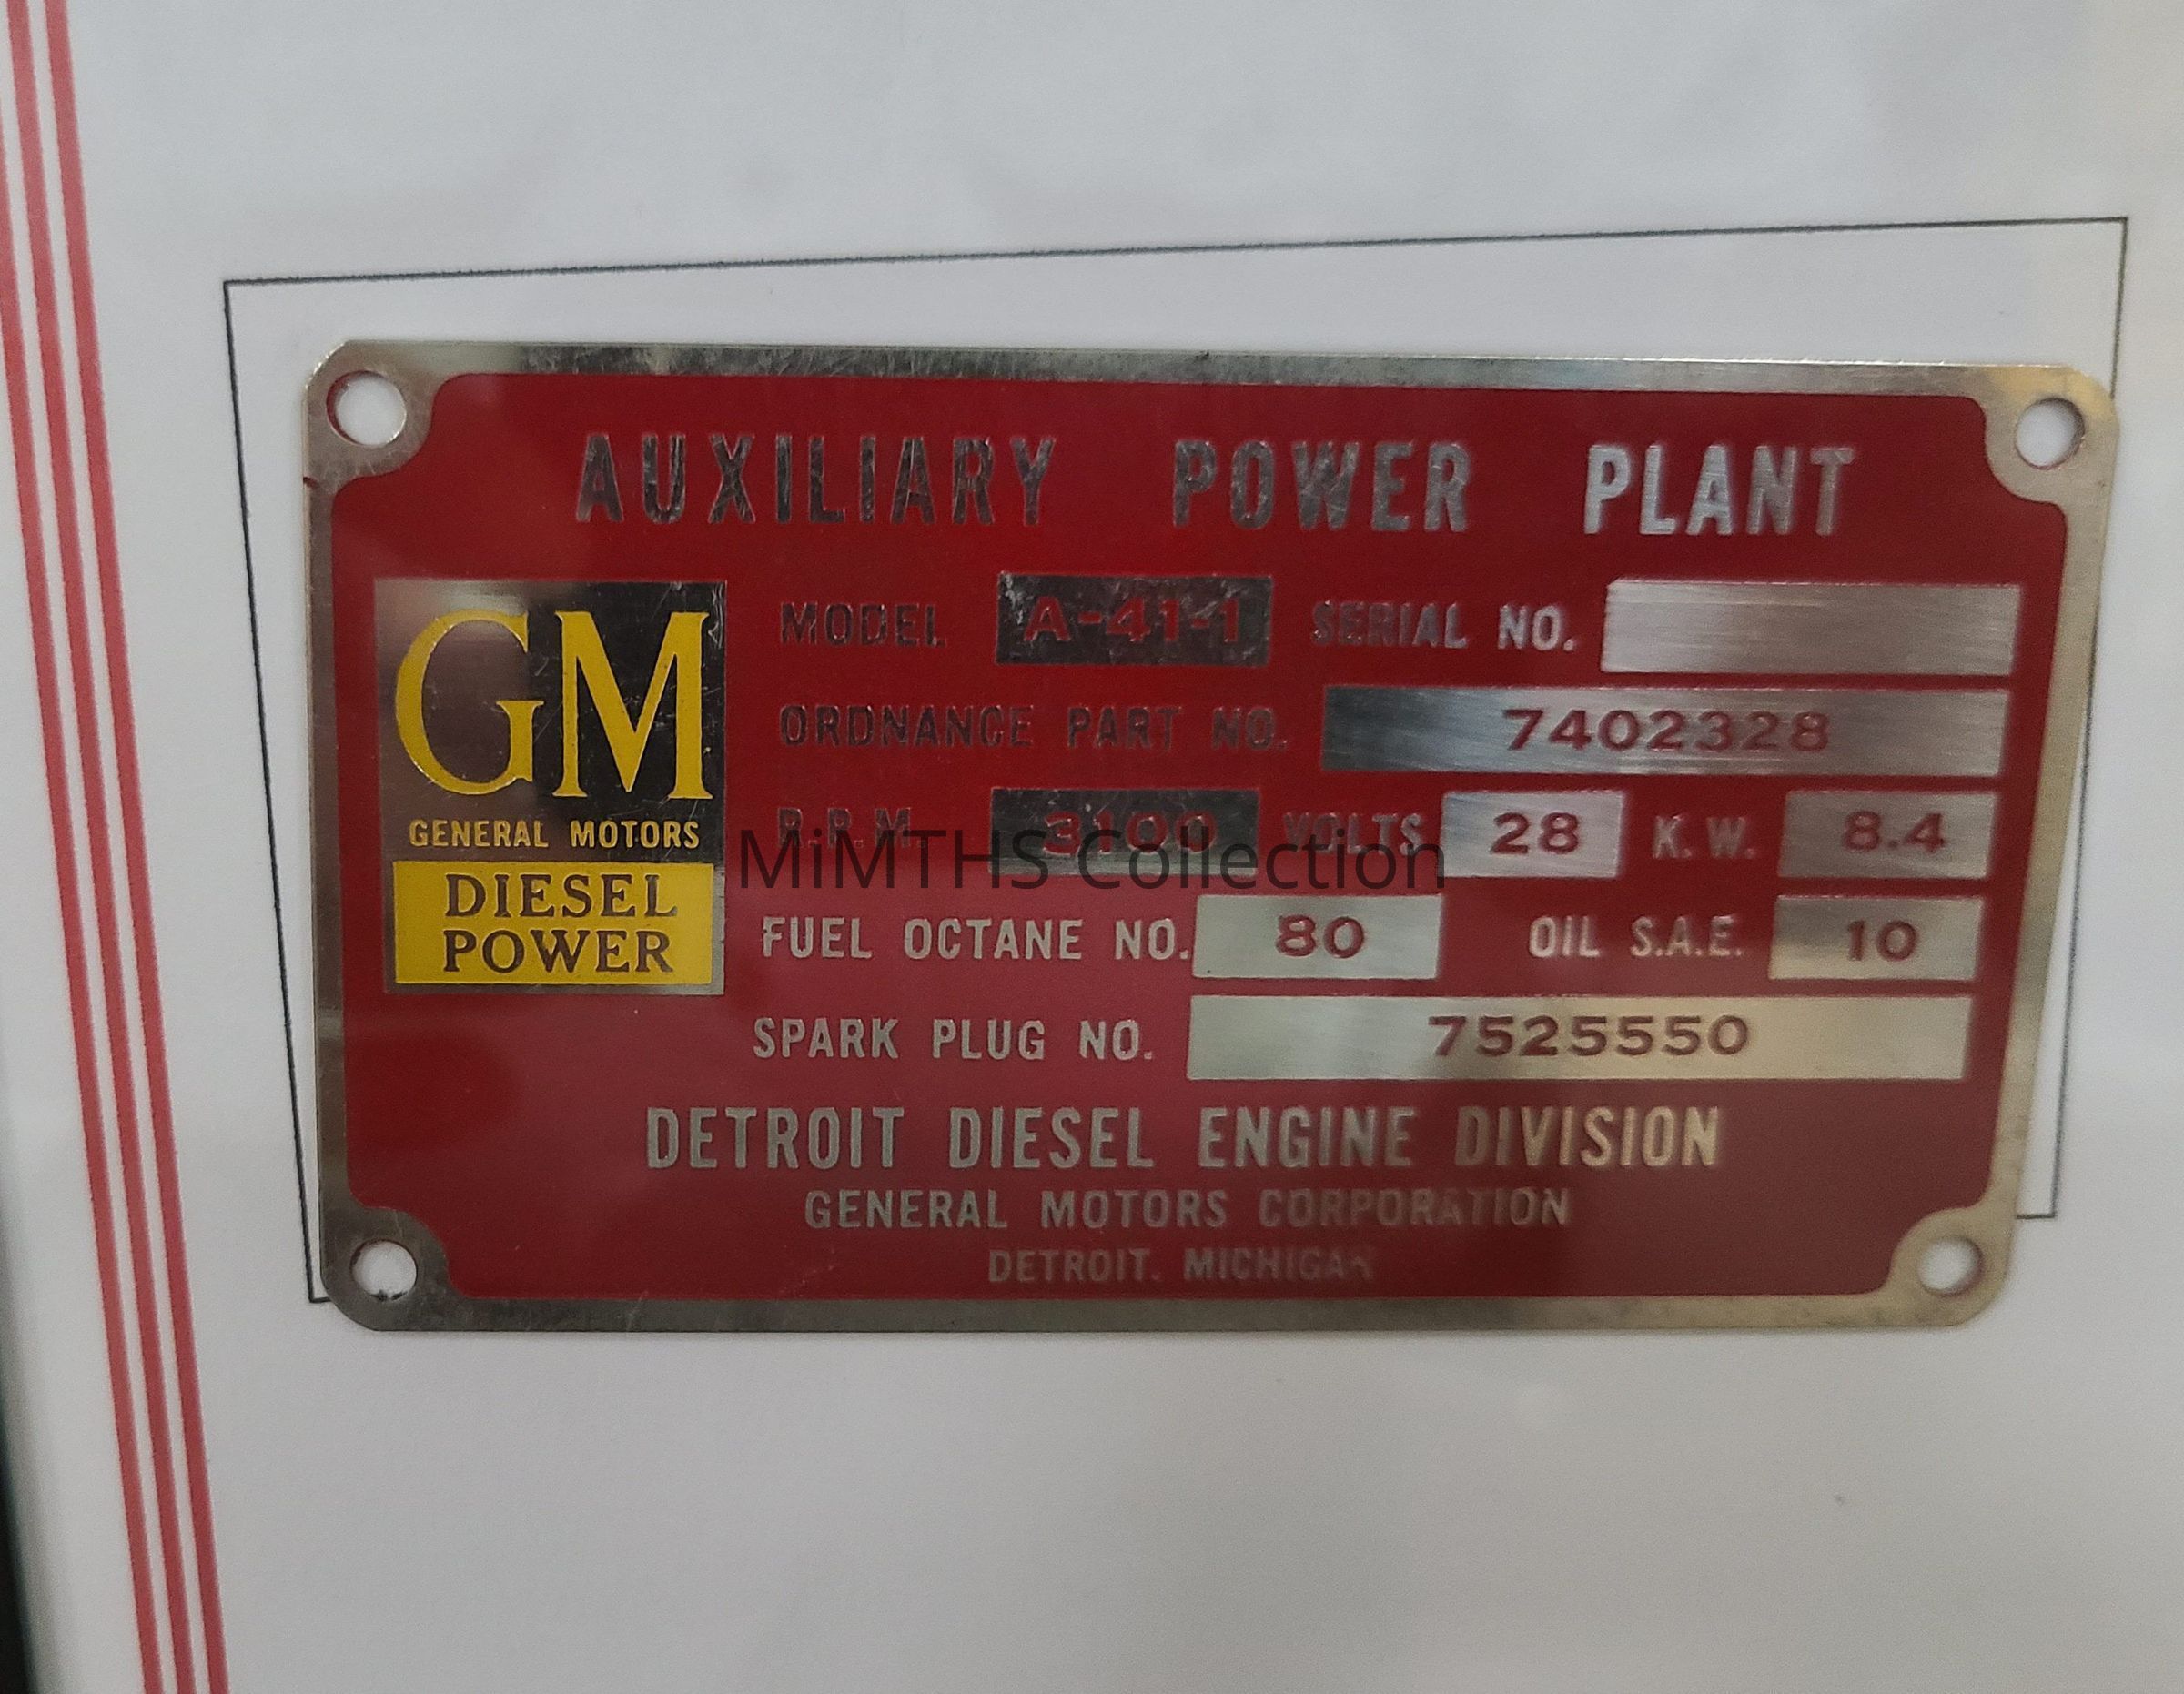 AUXILIARY POWER PLANT
GM
GENERAL MOTORS
DIESEL
POWER
MODEL A-41-1 SERIAL NO.
ORDNANCE PART NO. 7402328
R.P.M. 3100 VOLTS 28 K.W. 8.4
MiMTHS Collection
FUEL OCTANE NO. 80 OIL S.A.E. 10
SPARK PLUG NO. 7525550
DETROIT DIESEL ENGINE DIVISION
GENERAL MOTORS CORPORATION
DETROIT. MICHIGAN